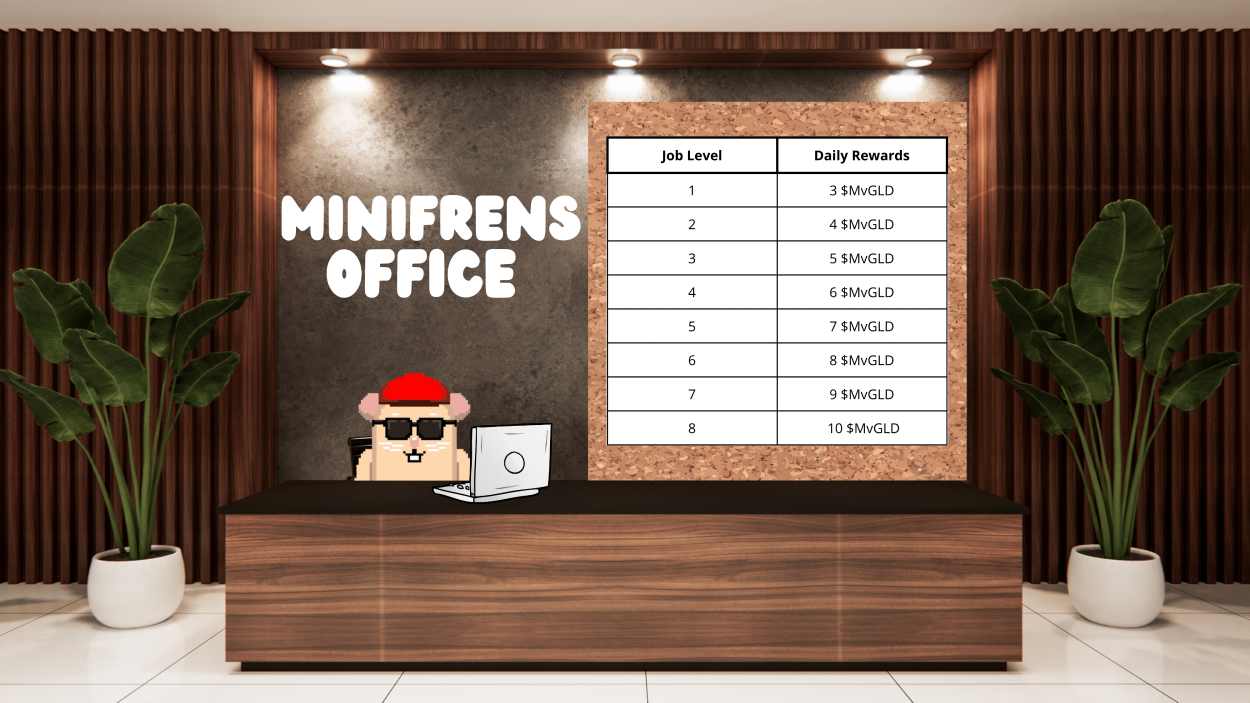 MINIFRENS
OFFICE
Job Level Daily Rewards
1 3 $MvGLD
2 4 $MvGLD
3 5 $MvGLD
4 6 $MvGLD
5 7 $MvGLD
6 8 $MvGLD
7 9 $MvGLD
8 10 $MvGLD